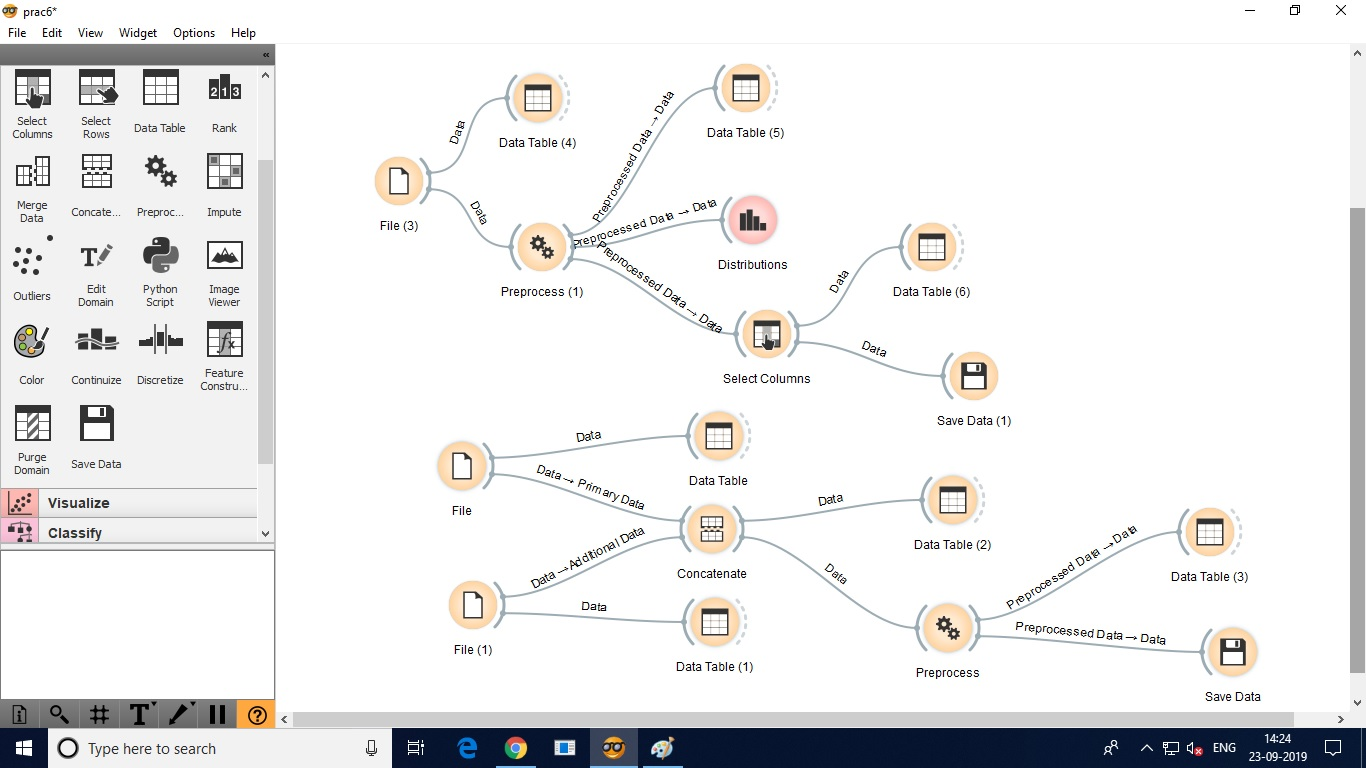 prac6*
File Edit View Widget Options Help
«
Select
Columns
Select
Rows
Data Table
Rank
Merge
Data
Concate...
Preproc...
Impute
Outliers
Edit
Domain
Python
Script
Image
Viewer
Color
Continuize
Discretize
Feature
Constru...
Purge
Domain
Save Data
Visualize
Classify
File (3)
Data
Data Table (4)
Data
Preprocess (1)
Preprocessed Data → Data
Data Table (5)
Preprocessed Data → Data
Distributions
Preprocessed Data → Data
Select Columns
Data
Data Table (6)
Data
Save Data (1)
File
Data
Data Table
Data → Primary Data
Concatenate
File (1)
Data → Additional Data
Data
Data Table (1)
Data
Data Table (2)
Data
Preprocess
Preprocessed Data → Data
Data Table (3)
Preprocessed Data → Data
Save Data
Type here to search
ENG
14:24
23-09-2019